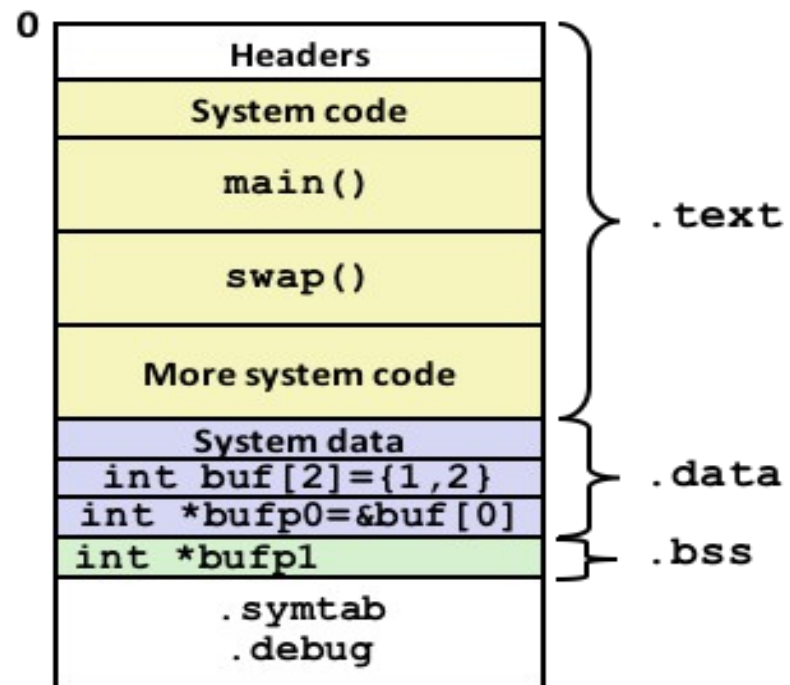 0
Headers
System code
main()
swap()
.text
More system code
System data
int buf[2]={1,2}
.data
int *bufp0=&buf[0]
int *bufp1
.bss
.symtab
.debug